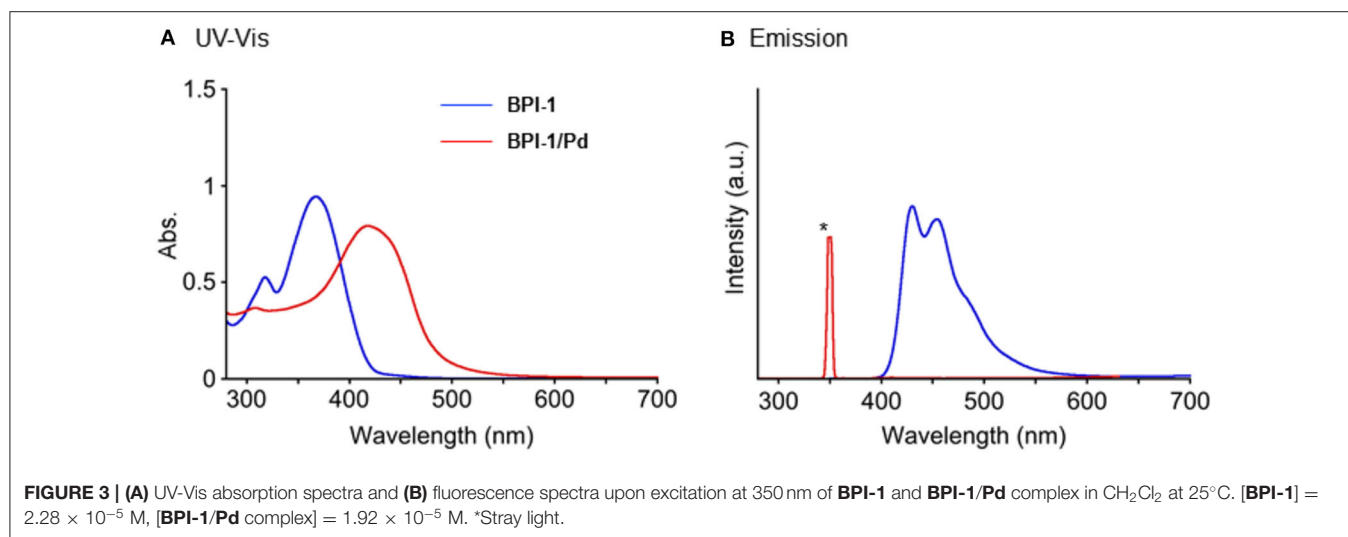 A UV-Vis
B Emission
1.5
1
0.5
0
Abs.
BPI-1
BPI-1/Pd
300 400 500 600 700
Wavelength (nm)
Intensity (a.u.)
*
300 400 500 600 700
Wavelength (nm)
FIGURE 3 | (A) UV-Vis absorption spectra and (B) fluorescence spectra upon excitation at 350 nm of BPI-1 and BPI-1/Pd complex in CH₂Cl₂ at 25°C. [BPI-1] =
2.28 × 10⁻⁵ M, [BPI-1/Pd complex] = 1.92 × 10⁻⁵ M. *Stray light.